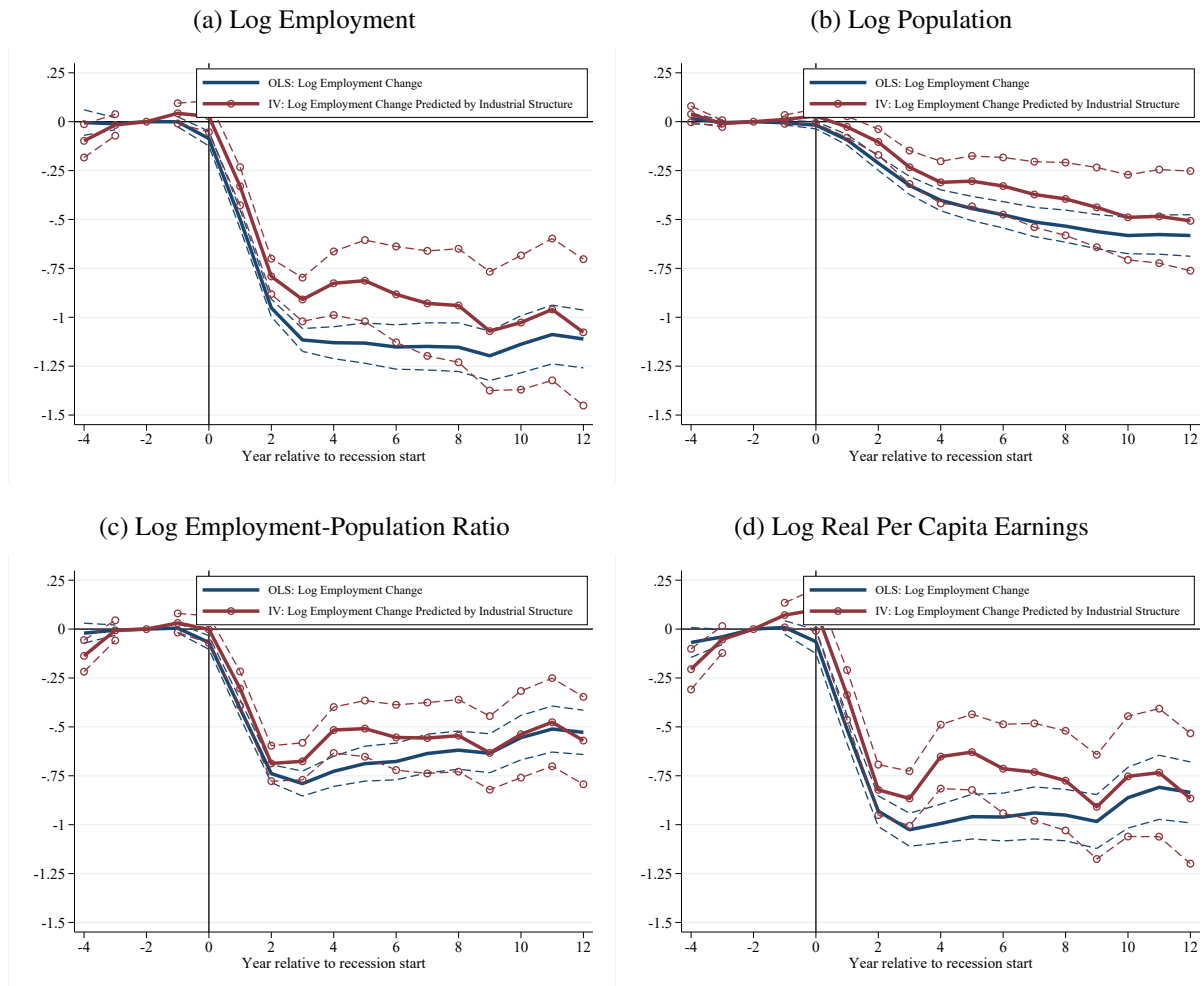 (a) Log Employment
OLS: Log Employment Change
IV: Log Employment Change Predicted by Industrial Structure
.25
0
-.25
-.5
-.75
-1
-1.25
-1.5
-4 -2 0 2 4 6 8 10 12
Year relative to recession start
(b) Log Population
OLS: Log Employment Change
IV: Log Employment Change Predicted by Industrial Structure
.25
0
-.25
-.5
-.75
-1
-1.25
-1.5
-4 -2 0 2 4 6 8 10 12
Year relative to recession start
(c) Log Employment-Population Ratio
OLS: Log Employment Change
IV: Log Employment Change Predicted by Industrial Structure
.25
0
-.25
-.5
-.75
-1
-1.25
-1.5
-4 -2 0 2 4 6 8 10 12
Year relative to recession start
(d) Log Real Per Capita Earnings
OLS: Log Employment Change
IV: Log Employment Change Predicted by Industrial Structure
.25
0
-.25
-.5
-.75
-1
-1.25
-1.5
-4 -2 0 2 4 6 8 10 12
Year relative to recession start